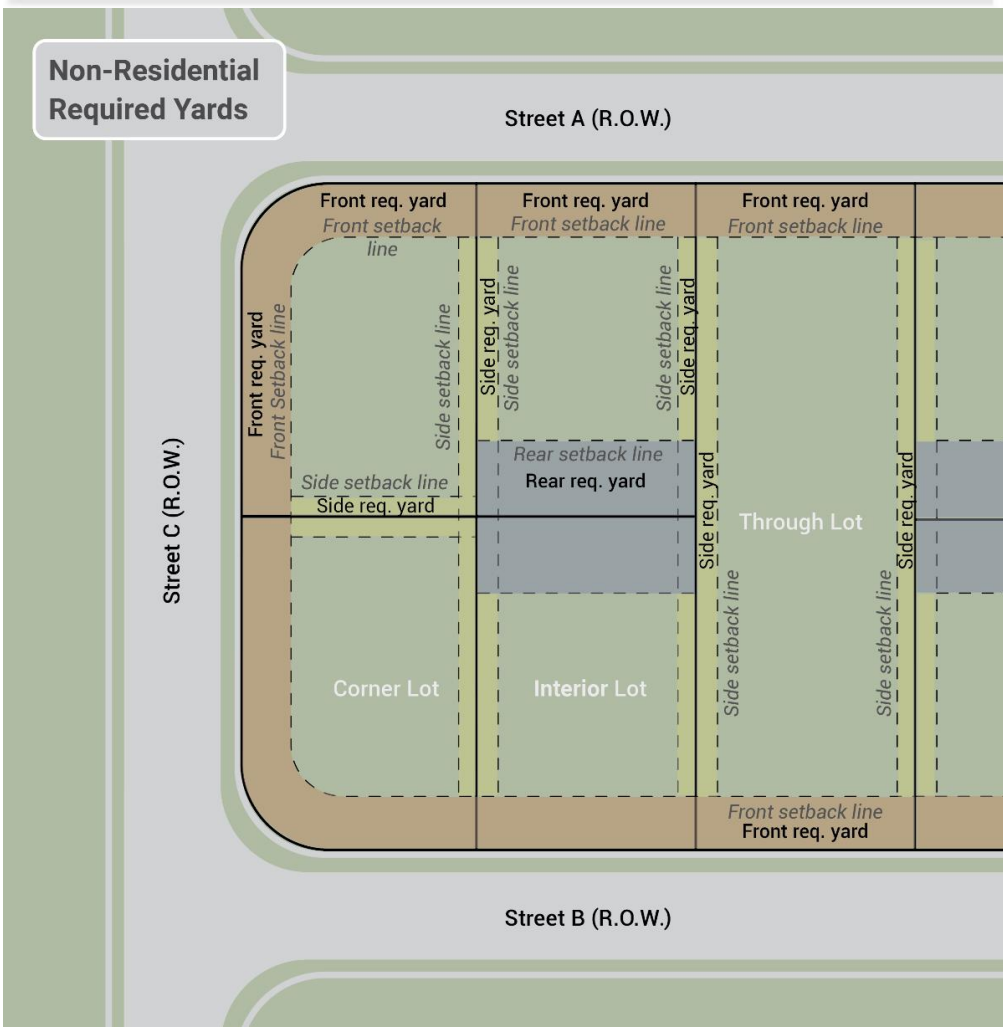 Non-Residential
Required Yards
Street A (R.O.W.)
Front req. yard
Front setback
line
Front req. yard
Front setback line
Front req. yard
Front setback line
Front req. yard
Front Setback line
Side setback line
Side req. yard
Side setback line
Side setback line
Side req. yard
Side setback line
Side req. yard
Rear setback line
Rear req. yard
Side req. yard
Side setback line
Through Lot
Side req. yard
Side setback line
Street C (R.O.W.)
Corner Lot
Interior Lot
Front setback line
Front req. yard
Street B (R.O.W.)